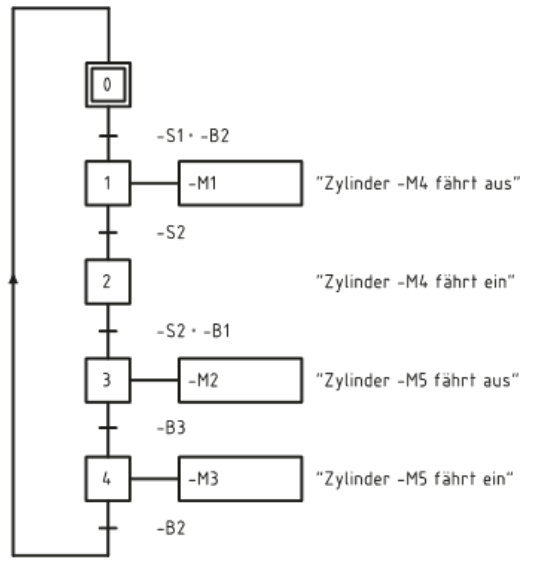 0
-S1 · -B2
1 -M1 "Zylinder -M4 fährt aus"
-S2
2 "Zylinder -M4 fährt ein"
-S2 · -B1
3 -M2 "Zylinder -M5 fährt aus"
-B3
4 -M3 "Zylinder -M5 fährt ein"
-B2